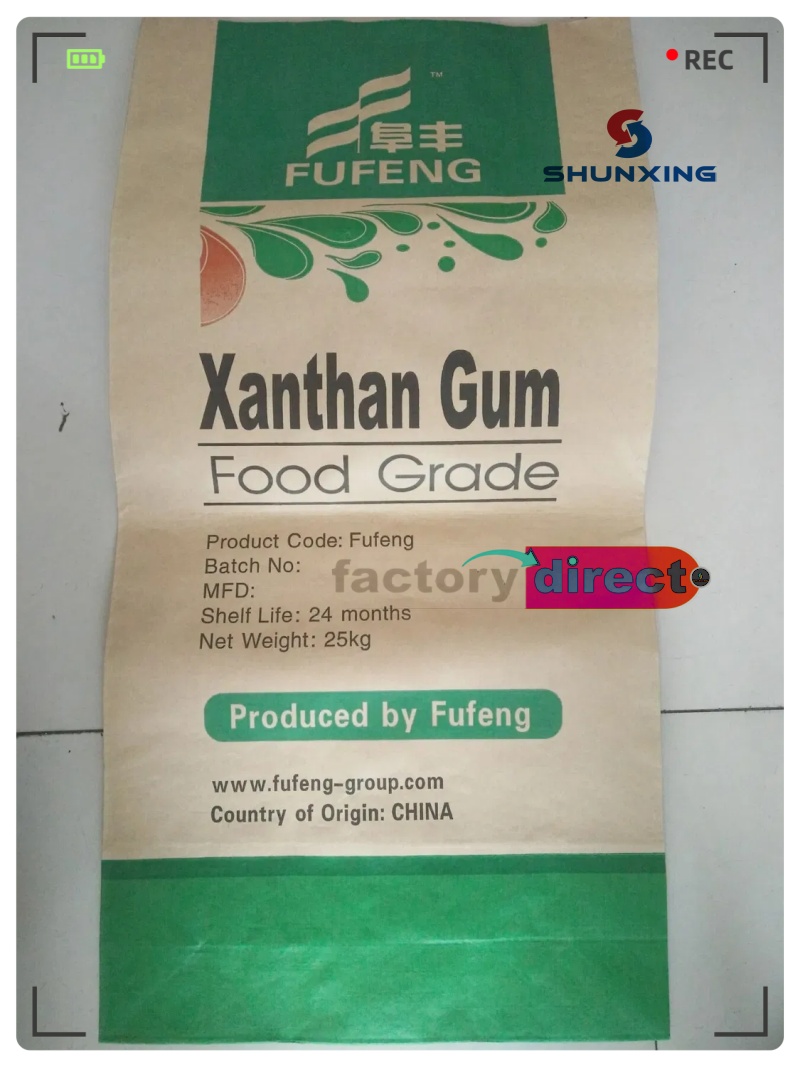 REC
™
阜丰
FUFENG
SHUNXING
Xanthan Gum
Food Grade
Product Code: Fufeng
Batch No:
MFD:
Shelf Life: 24 months
Net Weight: 25kg
factory direct
Produced by Fufeng
www.fufeng-group.com
Country of Origin: CHINA